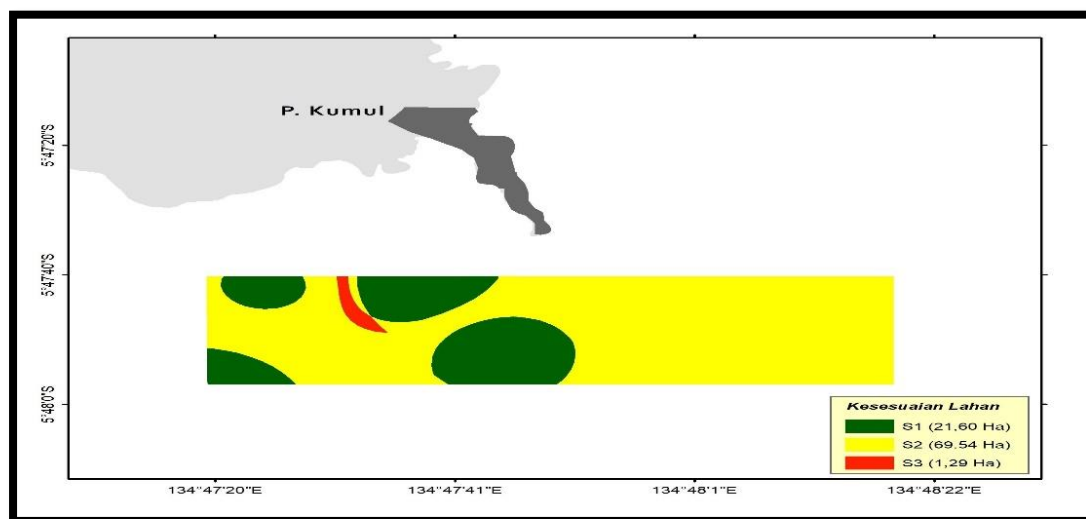 P. Kumul
5°47'20"S
5°47'40"S
5°48'0"S
Kesesuaian Lahan
S1 (21,60 Ha)
S2 (69,54 Ha)
S3 (1,29 Ha)
134°47'20"E
134°47'41"E
134°48'1"E
134°48'22"E